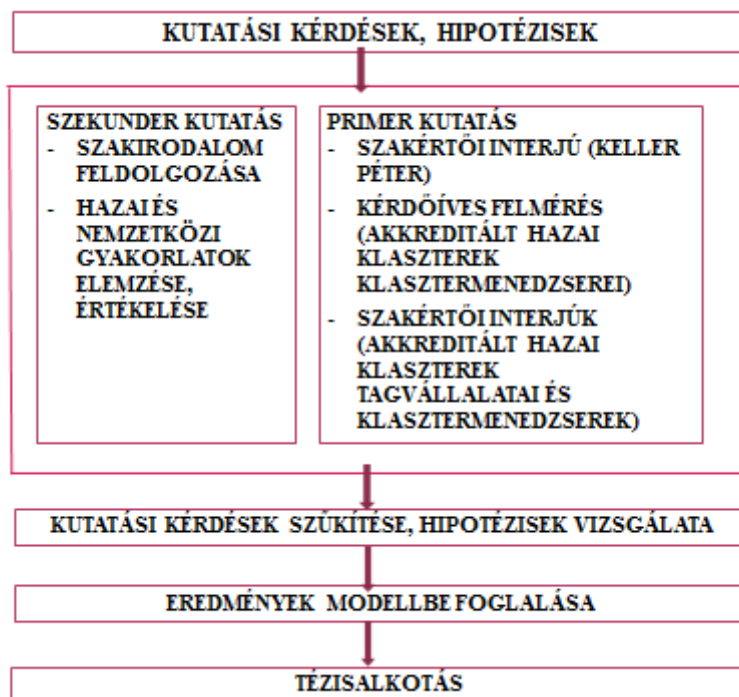 KUTATÁSI KÉRDÉSEK, HIPOTÉZISEK
SZEKUNDER KUTATÁS
- SZAKIRODALOM
FELDOLGOZÁSA
- HAZAI ÉS
NEMZETKÖZI
GYAKORLATOK
ELEMZÉSE,
ÉRTÉKELÉSE
PRIMER KUTATÁS
- SZAKÉRTŐI INTERJÚ (KELLER
PÉTER)
- KÉRDŐÍVES FELMÉRÉS
(AKKREDITÁLT HAZAI
KLASZTEREK
KLASZTERMENEDZSEREI)
- SZAKÉRTŐI INTERJÚK
(AKKREDITÁLT HAZAI
KLASZTEREK
TAGVÁLLALATAI ÉS
KLASZTERMENEDZSEREK)
KUTATÁSI KÉRDÉSEK SZŰKÍTÉSE, HIPOTÉZISEK VIZSGÁLATA
EREDMÉNYEK MODELLBE FOGLALÁSA
TÉZISALKOTÁS